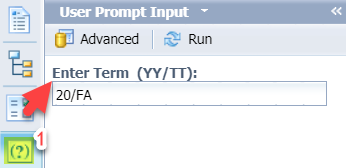 User Prompt Input
Advanced Run
Enter Term (YY/TT):
20/FA
1
(?)